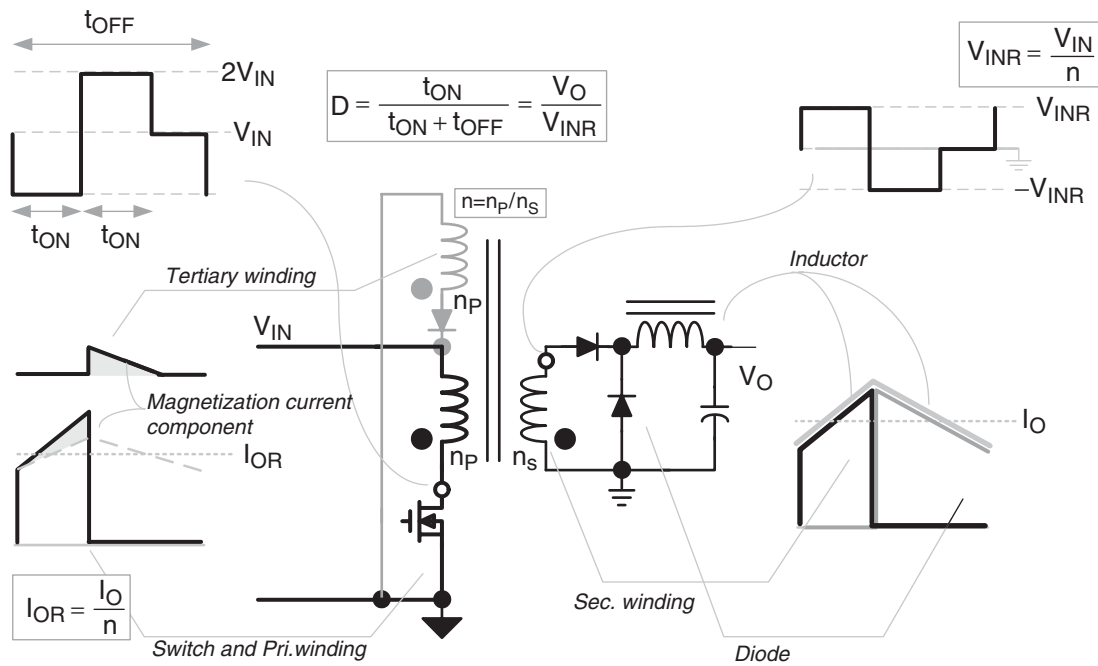 tOFF
2VIN
VIN
tON tON
D = tON / (tON + tOFF) = VO / VINR
VINR = VIN / n
VINR
−VINR
n=nP/nS
Tertiary winding
Inductor
nP
VIN
VO
Magnetization current
component
IOR
IO
nP
nS
IOR = IO / n
Sec. winding
Switch and Pri.winding
Diode